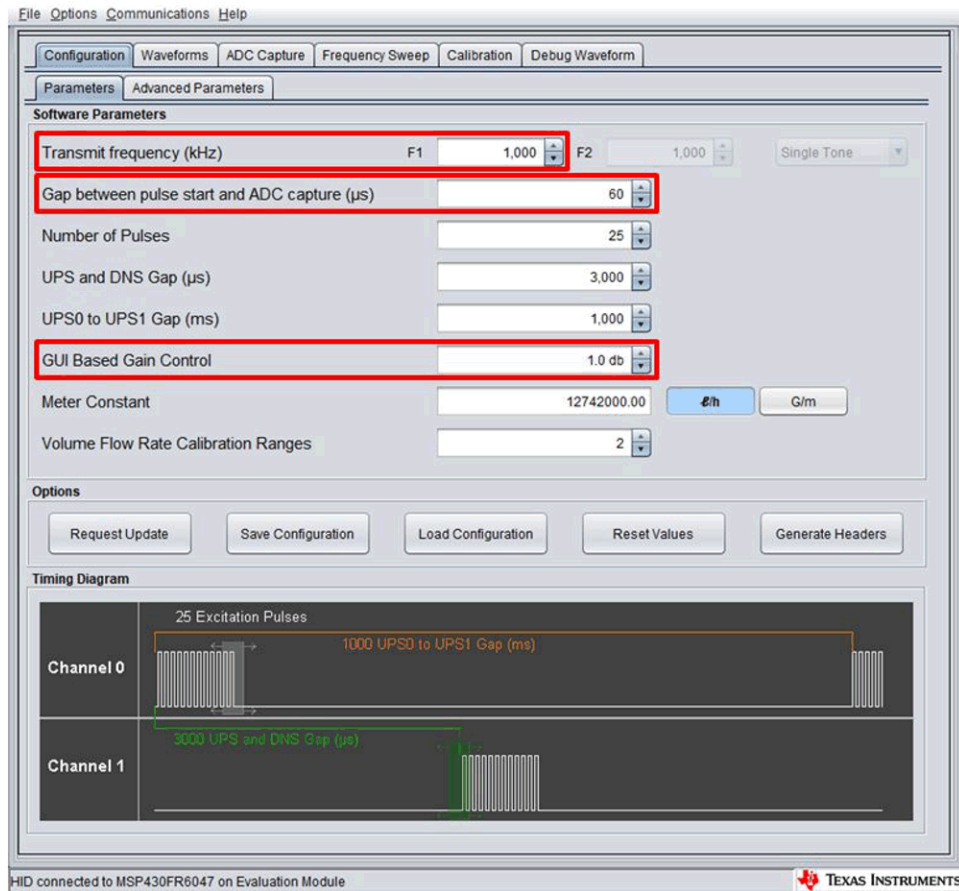 File Options Communications Help
Configuration Waveforms ADC Capture Frequency Sweep Calibration Debug Waveform
Parameters Advanced Parameters
Software Parameters
Transmit frequency (kHz) F1 1,000 F2 1,000 Single Tone
Gap between pulse start and ADC capture (µs) 60
Number of Pulses 25
UPS and DNS Gap (µs) 3,000
UPS0 to UPS1 Gap (ms) 1,000
GUI Based Gain Control 1.0 db
Meter Constant 12742000.00 ℓ/h G/m
Volume Flow Rate Calibration Ranges 2
Options
Request Update Save Configuration Load Configuration Reset Values Generate Headers
Timing Diagram
25 Excitation Pulses
1000 UPS0 to UPS1 Gap (ms)
Channel 0
3000 UPS and DNS Gap (µs)
Channel 1
HID connected to MSP430FR6047 on Evaluation Module TEXAS INSTRUMENTS